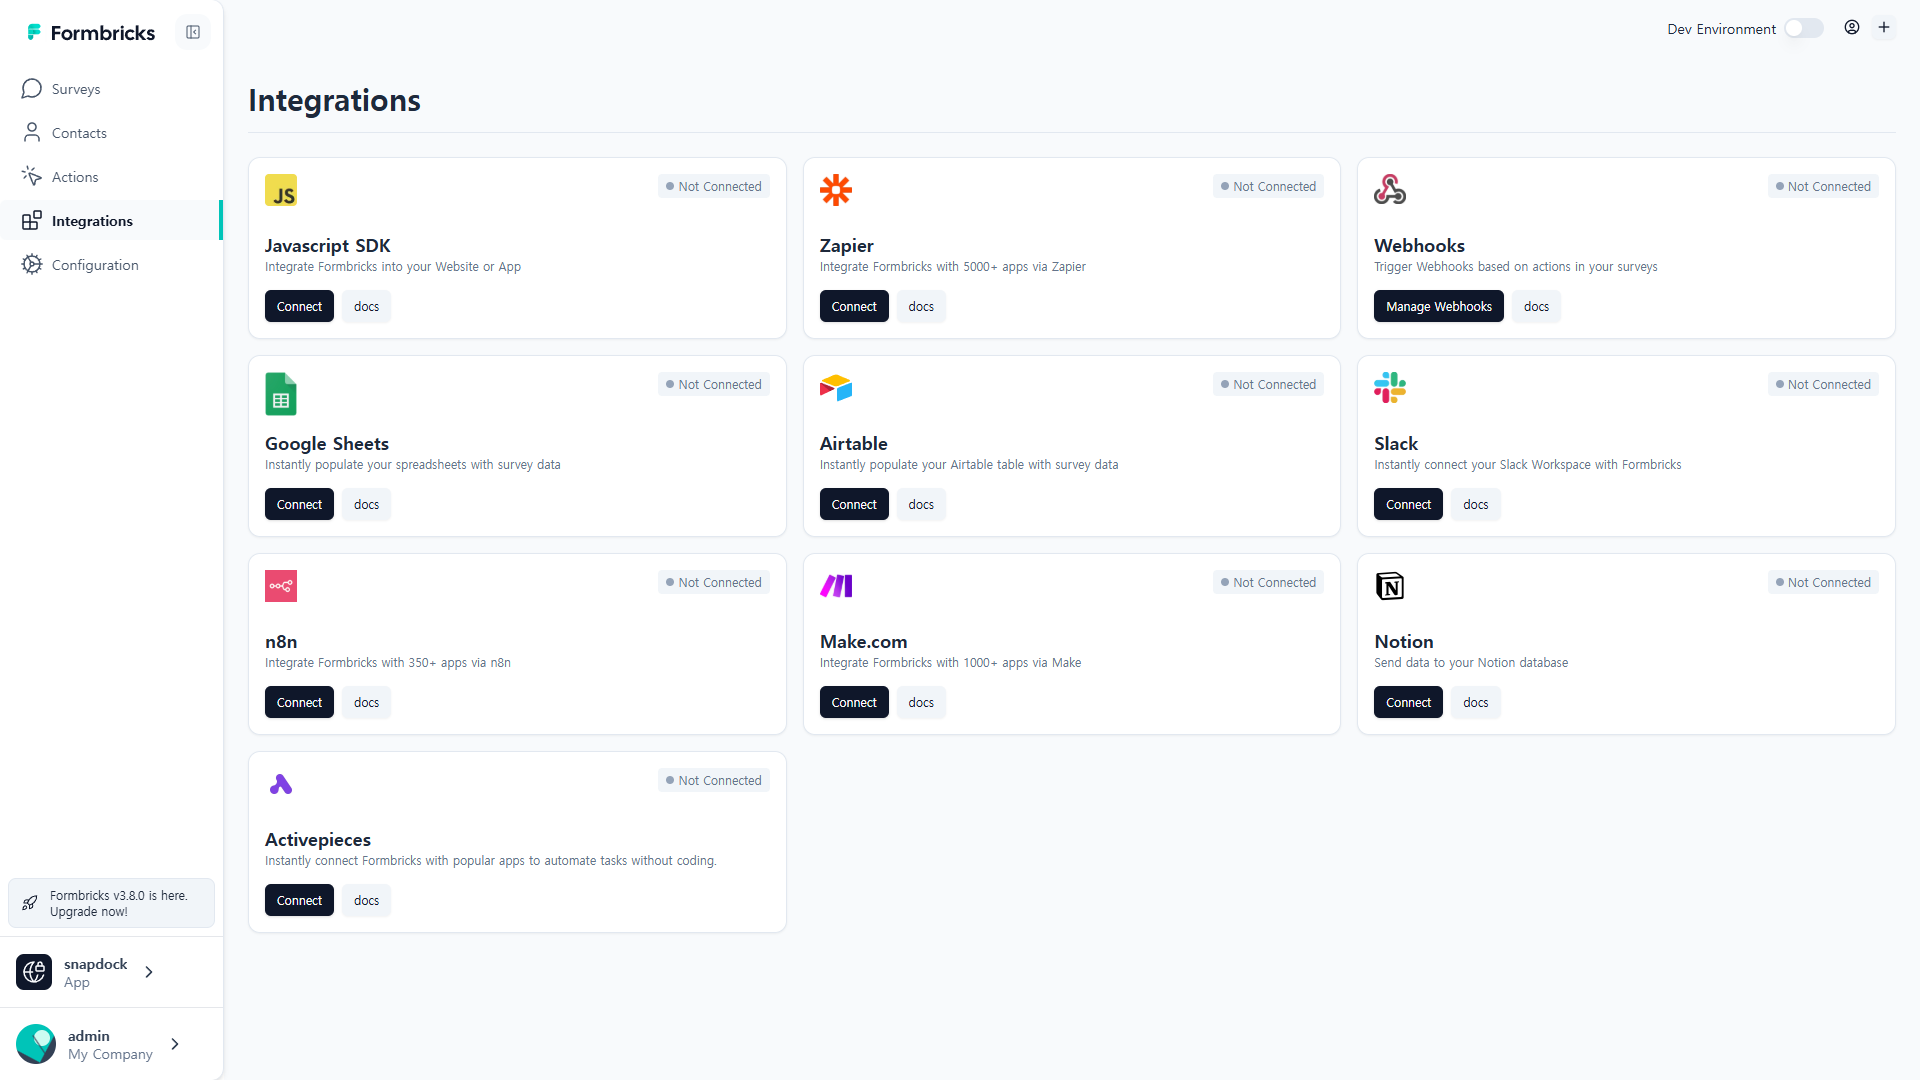 Formbricks
Surveys
Contacts
Actions
Integrations
Configuration
Formbricks v3.8.0 is here.
Upgrade now!
snapdock
App
admin
My Company
Dev Environment
Integrations
JS
Not Connected
Javascript SDK
Integrate Formbricks into your Website or App
Connect
docs
Not Connected
Zapier
Integrate Formbricks with 5000+ apps via Zapier
Connect
docs
Not Connected
Webhooks
Trigger Webhooks based on actions in your surveys
Manage Webhooks
docs
Not Connected
Google Sheets
Instantly populate your spreadsheets with survey data
Connect
docs
Not Connected
Airtable
Instantly populate your Airtable table with survey data
Connect
docs
Not Connected
Slack
Instantly connect your Slack Workspace with Formbricks
Connect
docs
Not Connected
n8n
Integrate Formbricks with 350+ apps via n8n
Connect
docs
Not Connected
Make.com
Integrate Formbricks with 1000+ apps via Make
Connect
docs
N
Not Connected
Notion
Send data to your Notion database
Connect
docs
Not Connected
Activepieces
Instantly connect Formbricks with popular apps to automate tasks without coding.
Connect
docs